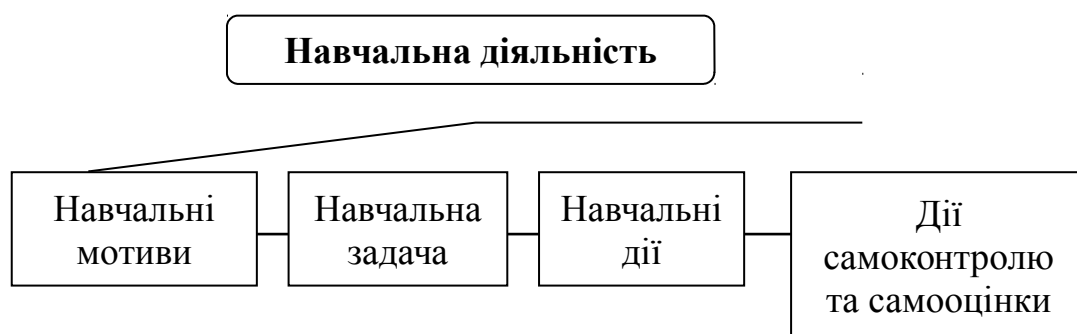 Навчальна діяльність
Навчальні
мотиви
Навчальна
задача
Навчальні
дії
Дії
самоконтролю
та самооцінки